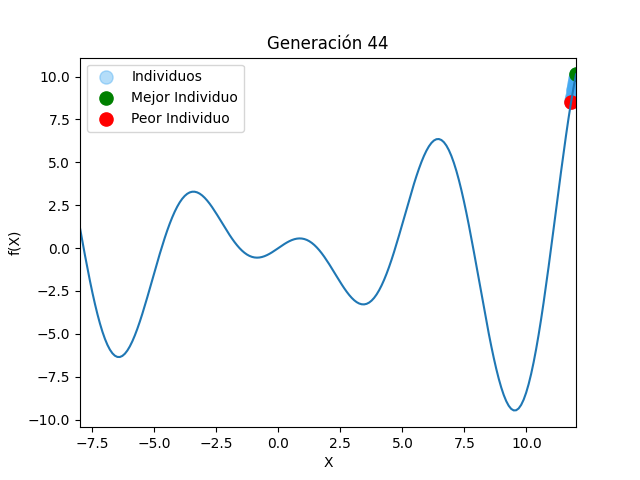 Generación 44
Individuos
Mejor Individuo
Peor Individuo
10.0
7.5
5.0
2.5
0.0
−2.5
−5.0
−7.5
−10.0
f(X)
−7.5 −5.0 −2.5 0.0 2.5 5.0 7.5 10.0
X